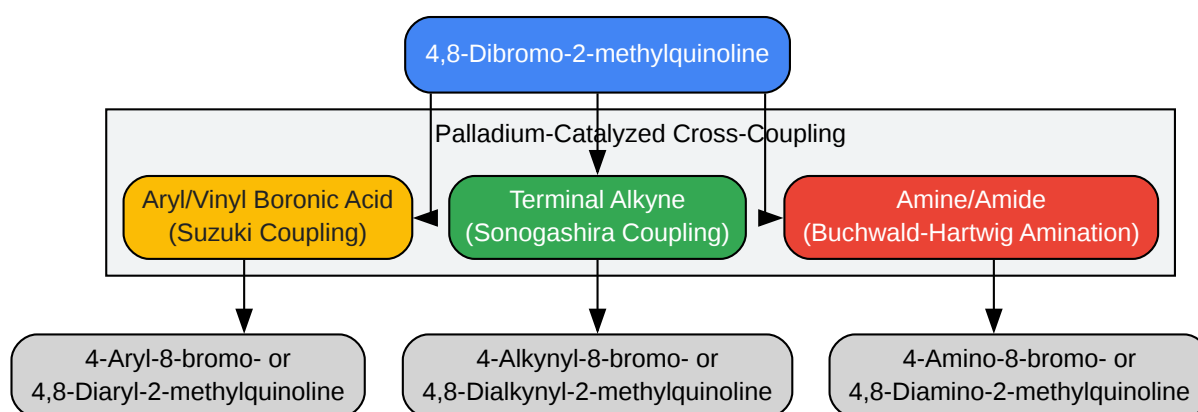 4,8-Dibromo-2-methylquinoline
Palladium-Catalyzed Cross-Coupling
Aryl/Vinyl Boronic Acid
(Suzuki Coupling)
Terminal Alkyne
(Sonogashira Coupling)
Amine/Amide
(Buchwald-Hartwig Amination)
4-Aryl-8-bromo- or
4,8-Diaryl-2-methylquinoline
4-Alkynyl-8-bromo- or
4,8-Dialkynyl-2-methylquinoline
4-Amino-8-bromo- or
4,8-Diamino-2-methylquinoline